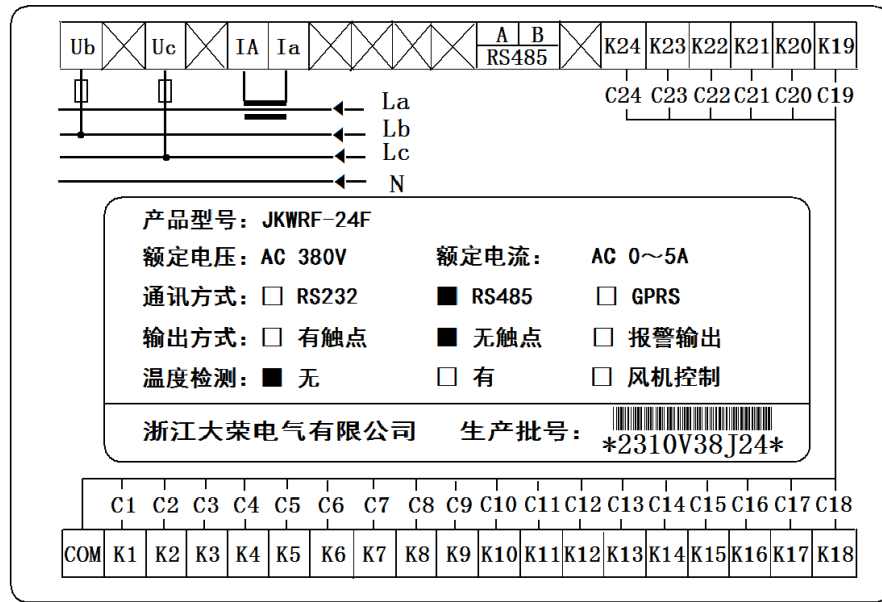 Ub Uc IA Ia A B K24 K23 K22 K21 K20 K19
RS485
C24 C23 C22 C21 C20 C19
La
Lb
Lc
N
产品型号: JKWRF-24F
额定电压: AC 380V 额定电流: AC 0～5A
通讯方式: □ RS232 ■ RS485 □ GPRS
输出方式: □ 有触点 ■ 无触点 □ 报警输出
温度检测: ■ 无 □ 有 □ 风机控制
浙江大荣电气有限公司 生产批号: *2310V38J24*
C1 C2 C3 C4 C5 C6 C7 C8 C9 C10 C11 C12 C13 C14 C15 C16 C17 C18
COM K1 K2 K3 K4 K5 K6 K7 K8 K9 K10 K11 K12 K13 K14 K15 K16 K17 K18